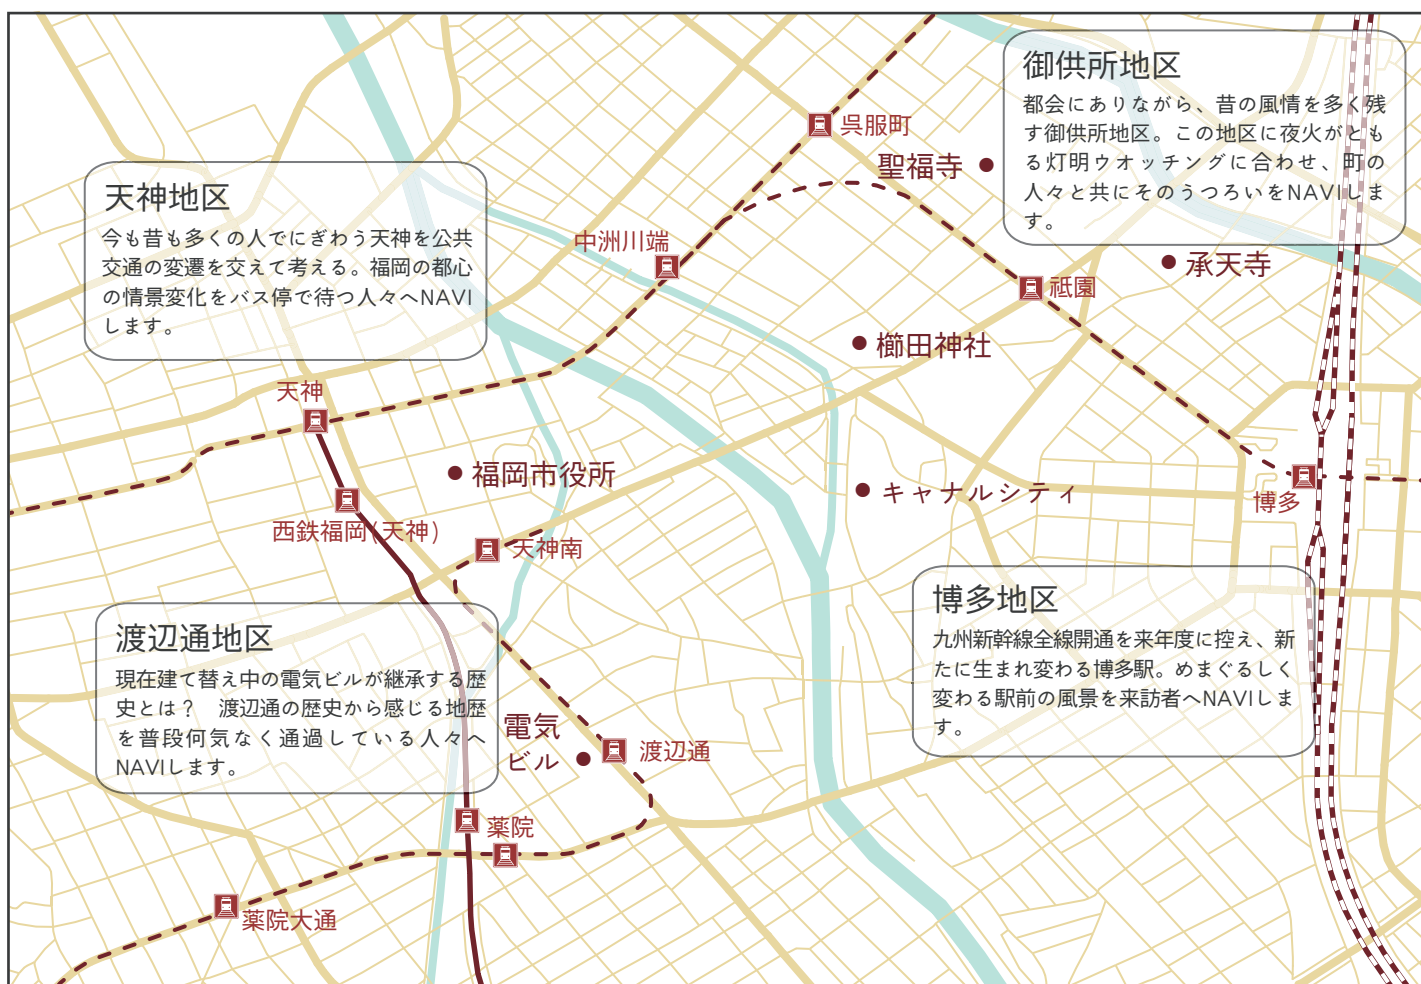 御供所地区
都会にありながら、昔の風情を多く残
す御供所地区。この地区に夜火がとも
る灯明ウオッチングに合わせ、町の
人々と共にそのうつろいをNAVIしま
す。
呉服町
聖福寺
天神地区
今も昔も多くの人でにぎわう天神を公共
交通の変遷を交えて考える。福岡の都心
の情景変化をバス停で待つ人々へNAVI
します。
中洲川端
承天寺
祗園
櫛田神社
天神
福岡市役所
キャナルシティ
博多
西鉄福岡(天神)
天神南
博多地区
九州新幹線全線開通を来年度に控え、新
たに生まれ変わる博多駅。めまぐるしく
変わる駅前の風景を来訪者へNAVIしま
す。
渡辺通地区
現在建て替え中の電気ビルが継承する歴
史とは？　渡辺通の歴史から感じる地歴
を普段何気なく通過している人々へ
NAVIします。
電気
ビル
渡辺通
薬院
薬院大通